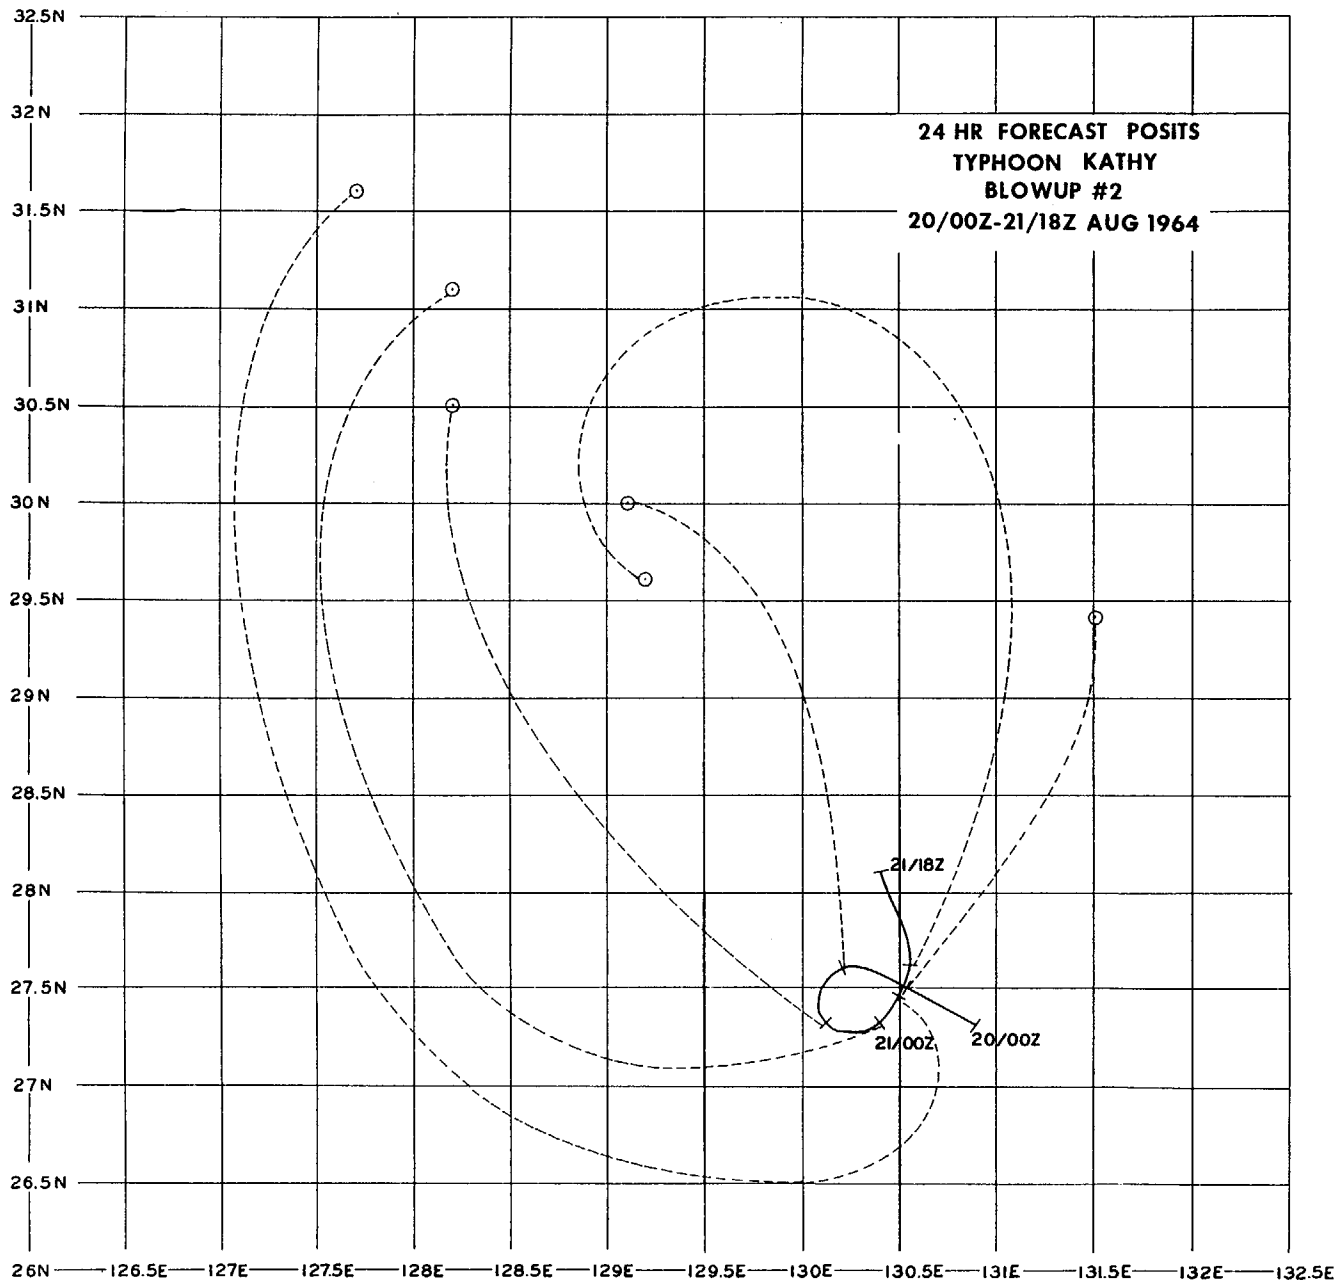 32.5N
32N
24 HR FORECAST POSITS
TYPHOON KATHY
BLOWUP #2
20/00Z-21/18Z AUG 1964
31.5N
31N
30.5N
30N
29.5N
29N
28.5N
21/18Z
28N
27.5N
21/00Z
20/00Z
27N
26.5N
26N 126.5E 127E 127.5E 128E 128.5E 129E 129.5E 130E 130.5E 131E 131.5E 132E 132.5E